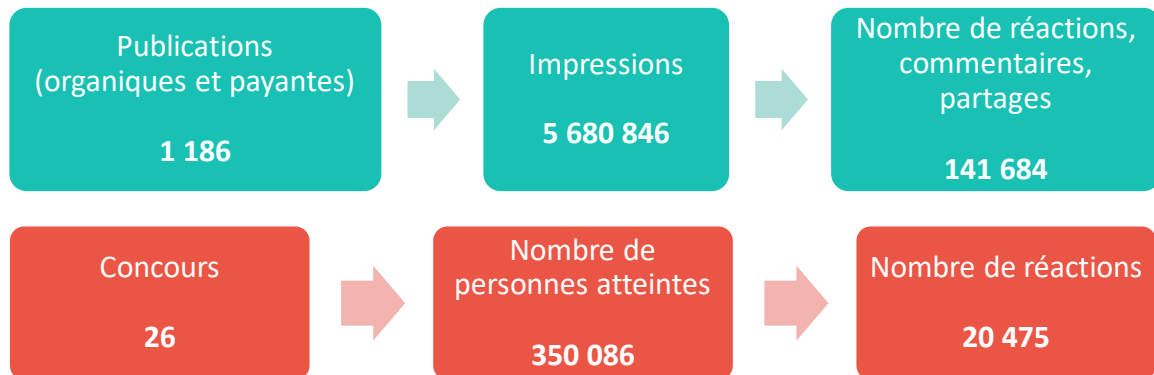 Publications
(organiques et payantes)
1 186
Impressions
5 680 846
Nombre de réactions,
commentaires,
partages
141 684
Concours
26
Nombre de
personnes atteintes
350 086
Nombre de réactions
20 475